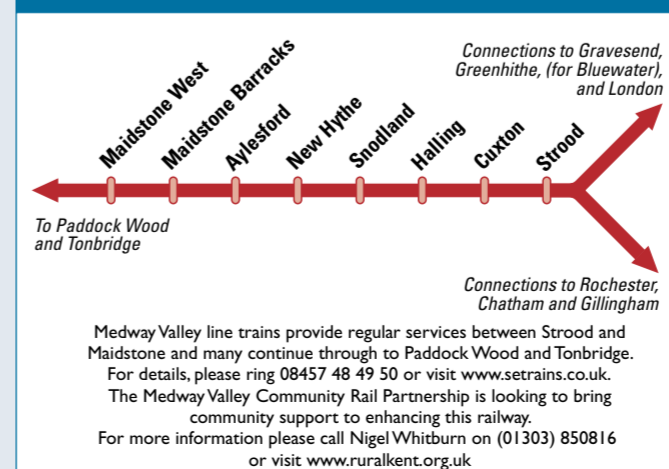 Connections to Gravesend,
Greenhithe, (for Bluewater),
and London
Maidstone West
Maidstone Barracks
Aylesford
New Hythe
Snodland
Halling
Cuxton
Strood
To Paddock Wood
and Tonbridge
Connections to Rochester,
Chatham and Gillingham
Medway Valley line trains provide regular services between Strood and
Maidstone and many continue through to Paddock Wood and Tonbridge.
For details, please ring 08457 48 49 50 or visit www.setrains.co.uk.
The Medway Valley Community Rail Partnership is looking to bring
community support to enhancing this railway.
For more information please call Nigel Whitburn on (01303) 850816
or visit www.ruralkent.org.uk